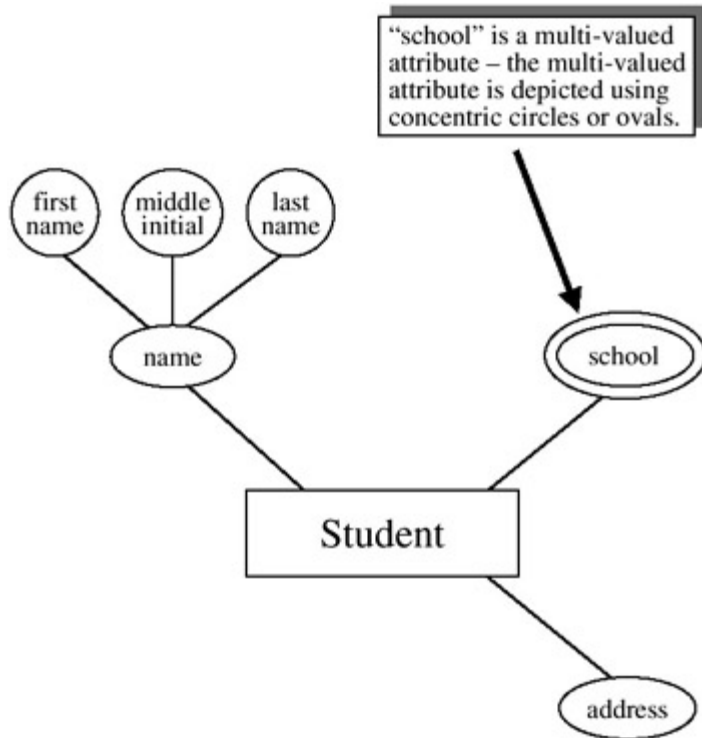 “school” is a multi-valued
attribute – the multi-valued
attribute is depicted using
concentric circles or ovals.
first
name
middle
initial
last
name
name
school
Student
address